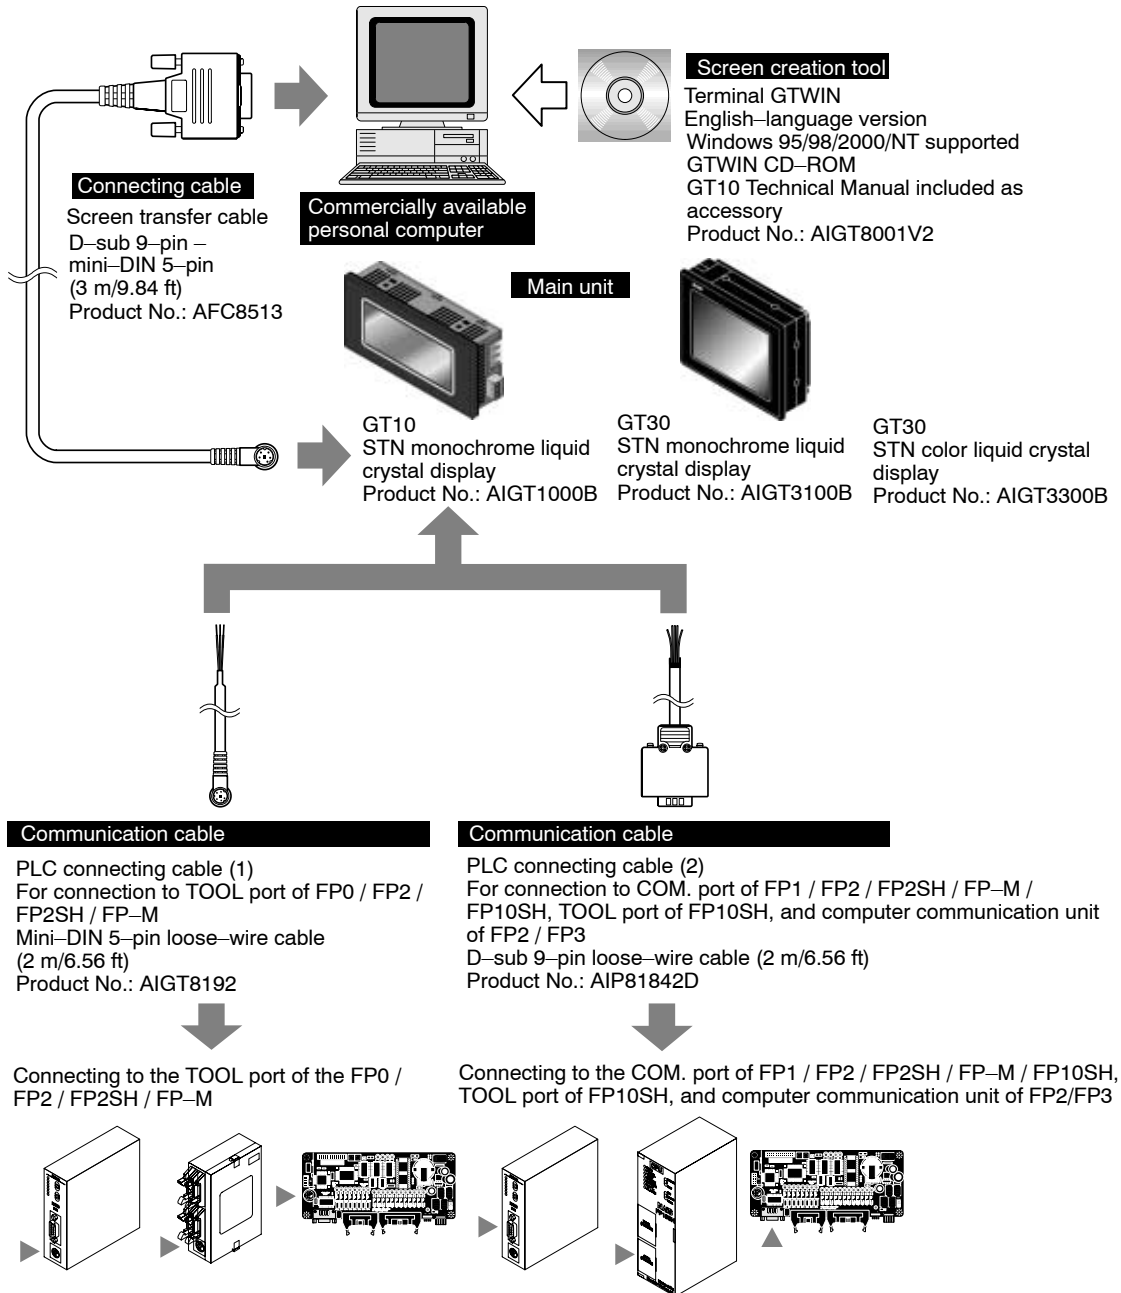 Screen creation tool
Terminal GTWIN
English–language version
Windows 95/98/2000/NT supported
GTWIN CD–ROM
GT10 Technical Manual included as
accessory
Product No.: AIGT8001V2
Connecting cable
Screen transfer cable
D–sub 9–pin –
mini–DIN 5–pin
(3 m/9.84 ft)
Product No.: AFC8513
Commercially available
personal computer
Main unit
GT10
STN monochrome liquid
crystal display
Product No.: AIGT1000B
GT30
STN monochrome liquid
crystal display
Product No.: AIGT3100B
GT30
STN color liquid crystal
display
Product No.: AIGT3300B
Communication cable
PLC connecting cable (1)
For connection to TOOL port of FP0 / FP2 /
FP2SH / FP–M
Mini–DIN 5–pin loose–wire cable
(2 m/6.56 ft)
Product No.: AIGT8192
Communication cable
PLC connecting cable (2)
For connection to COM. port of FP1 / FP2 / FP2SH / FP–M /
FP10SH, TOOL port of FP10SH, and computer communication unit
of FP2 / FP3
D–sub 9–pin loose–wire cable (2 m/6.56 ft)
Product No.: AIP81842D
Connecting to the TOOL port of the FP0 /
FP2 / FP2SH / FP–M
Connecting to the COM. port of FP1 / FP2 / FP2SH / FP–M / FP10SH,
TOOL port of FP10SH, and computer communication unit of FP2/FP3